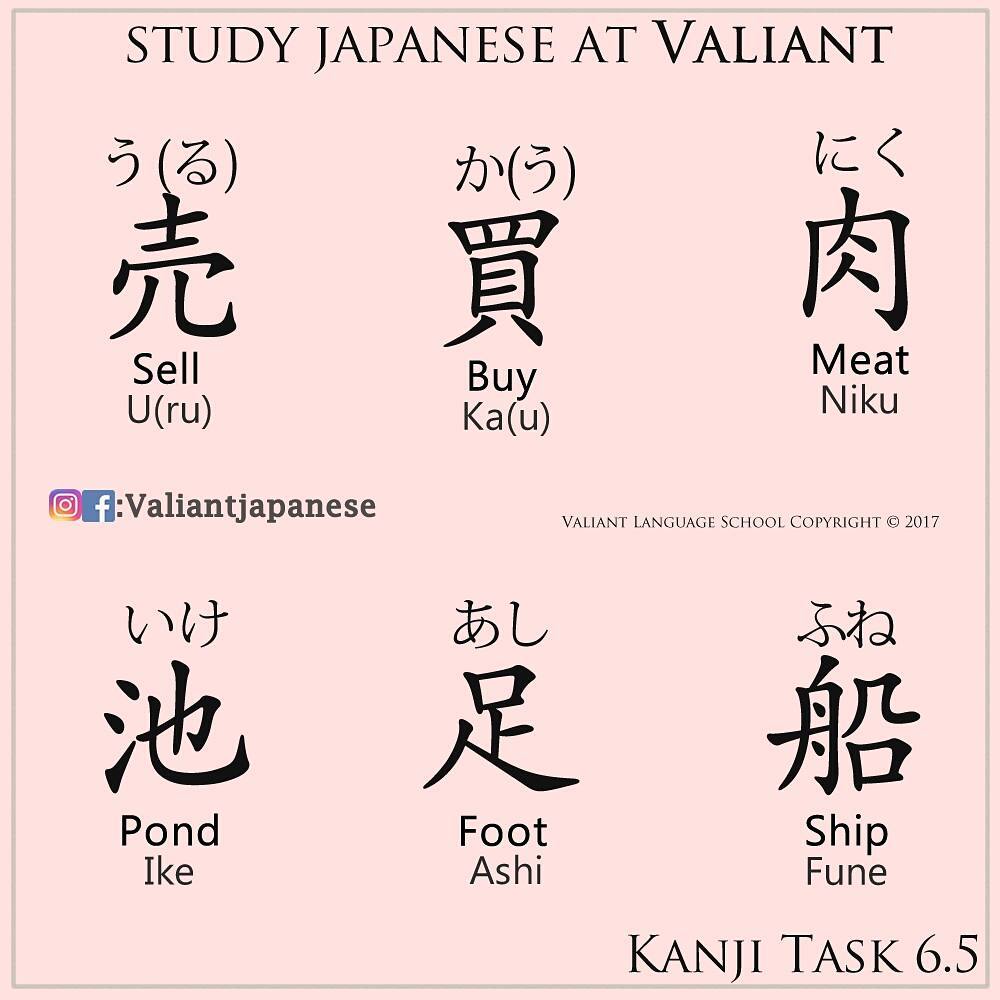 STUDY JAPANESE AT VALIANT
う(る)
売
Sell
U(ru)
か(う)
買
Buy
Ka(u)
にく
肉
Meat
Niku
:Valiantjapanese
VALIANT LANGUAGE SCHOOL COPYRIGHT © 2017
いけ
池
Pond
Ike
あし
足
Foot
Ashi
ふね
船
Ship
Fune
KANJI TASK 6.5